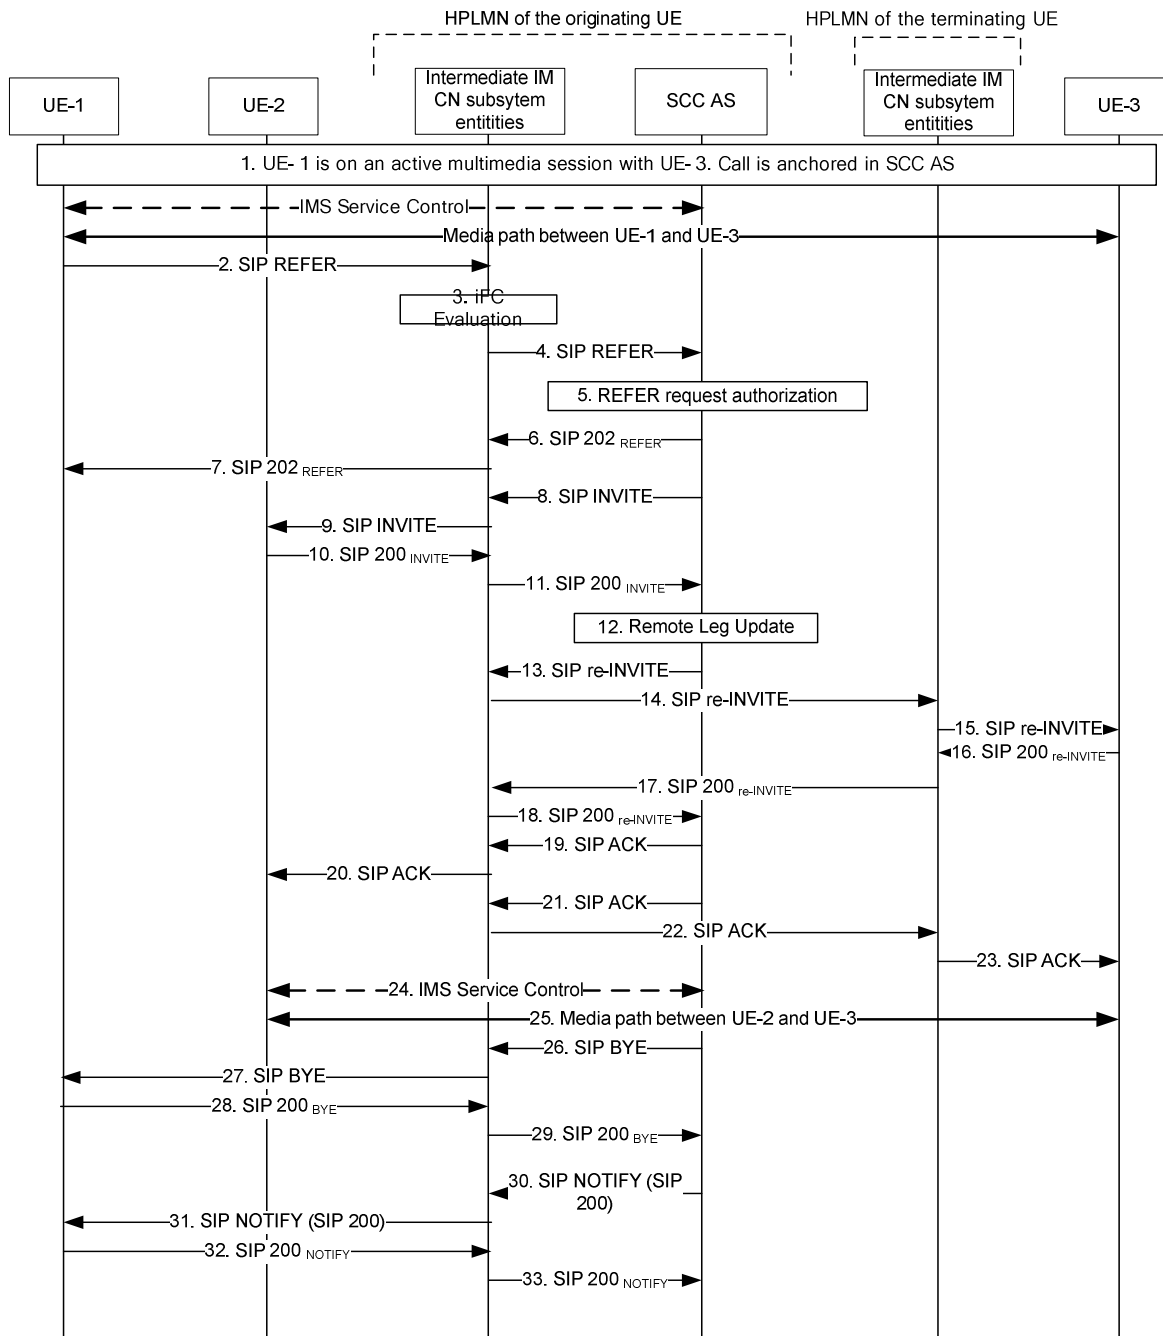 HPLMN of the originating UE
HPLMN of the terminating UE
UE-1
UE-2
Intermediate IM
CN subsytem
entitities
SCC AS
Intermediate IM
CN subsytem
entitities
UE-3
1. UE- 1 is on an active multimedia session with UE- 3. Call is anchored in SCC AS
IMS Service Control
Media path between UE-1 and UE-3
2. SIP REFER
3. iFC
Evaluation
4. SIP REFER
5. REFER request authorization
6. SIP 202 REFER
7. SIP 202 REFER
8. SIP INVITE
9. SIP INVITE
10. SIP 200 INVITE
11. SIP 200 INVITE
12. Remote Leg Update
13. SIP re-INVITE
14. SIP re-INVITE
15. SIP re-INVITE
16. SIP 200 re-INVITE
17. SIP 200 re-INVITE
18. SIP 200 re-INVITE
19. SIP ACK
20. SIP ACK
21. SIP ACK
22. SIP ACK
23. SIP ACK
24. IMS Service Control
25. Media path between UE-2 and UE-3
26. SIP BYE
27. SIP BYE
28. SIP 200 BYE
29. SIP 200 BYE
30. SIP NOTIFY (SIP
200)
31. SIP NOTIFY (SIP 200)
32. SIP 200 NOTIFY
33. SIP 200 NOTIFY